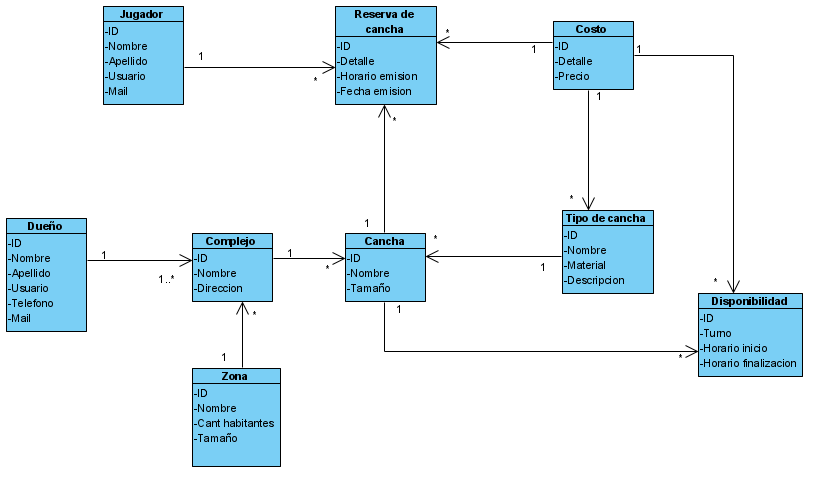 Jugador
-ID
-Nombre
-Apellido
-Usuario
-Mail
1
*
Reserva de
cancha
-ID
-Detalle
-Horario emision
-Fecha emision
*
1
Costo
-ID
-Detalle
-Precio
1
1
*
*
1
Dueño
-ID
-Nombre
-Apellido
-Usuario
-Telefono
-Mail
1
1..*
Complejo
-ID
-Nombre
-Direccion
1
*
Cancha
-ID
-Nombre
-Tamaño
*
1
Tipo de cancha
-ID
-Nombre
-Material
-Descripcion
*
1
*
*
Disponibilidad
-ID
-Turno
-Horario inicio
-Horario finalizacion
*
1
Zona
-ID
-Nombre
-Cant habitantes
-Tamaño